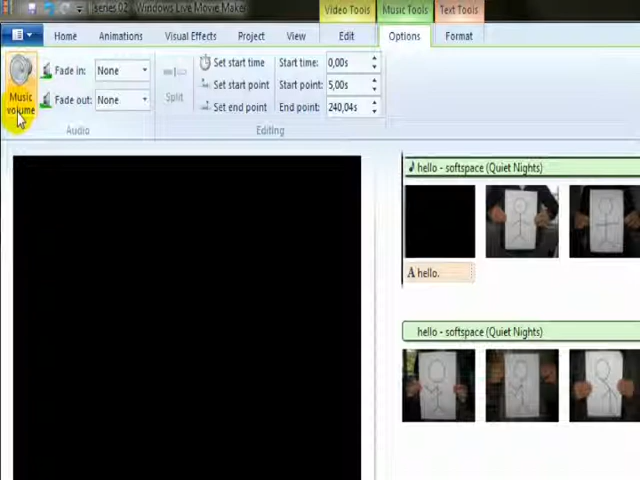 series 02 - Windows Live Movie Maker
Video Tools Music Tools Text Tools
Home Animations Visual Effects Project View Edit Options Format
Music volume
Fade in: None
Fade out: None
Audio
Split
Set start time
Set start point
Set end point
Start time: 0,00s
Start point: 5,00s
End point: 240,04s
Editing
hello - softspace (Quiet Nights)
A hello.
hello - softspace (Quiet Nights)